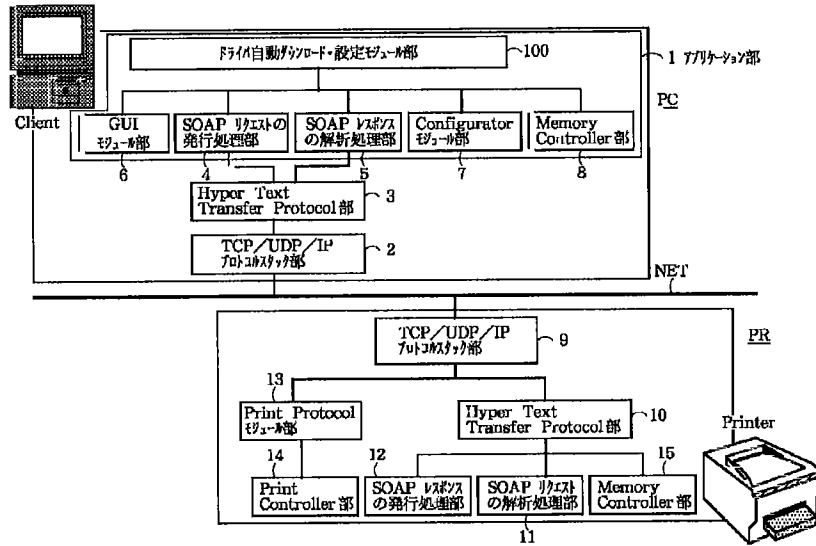 ドライバ自動ダウンロード・設定モジュール部
100
1 アプリケーション部
PC
Client
GUI
モジュール部
6
SOAP リクエストの
発行処理部
4
SOAP レスポンス
の解析処理部
5
Configurator
モジュール部
7
Memory
Controller部
8
Hyper Text
Transfer Protocol部
3
TCP/UDP/IP
プロトコルスタック部
2
NET
TCP/UDP/IP
プロトコルスタック部
9
PR
13
Print Protocol
モジュール部
Hyper Text
Transfer Protocol部
10
Printer
14
Print
Controller部
12
SOAP レスポンス
の発行処理部
SOAP リクエスト
の解析処理部
11
15
Memory
Controller部